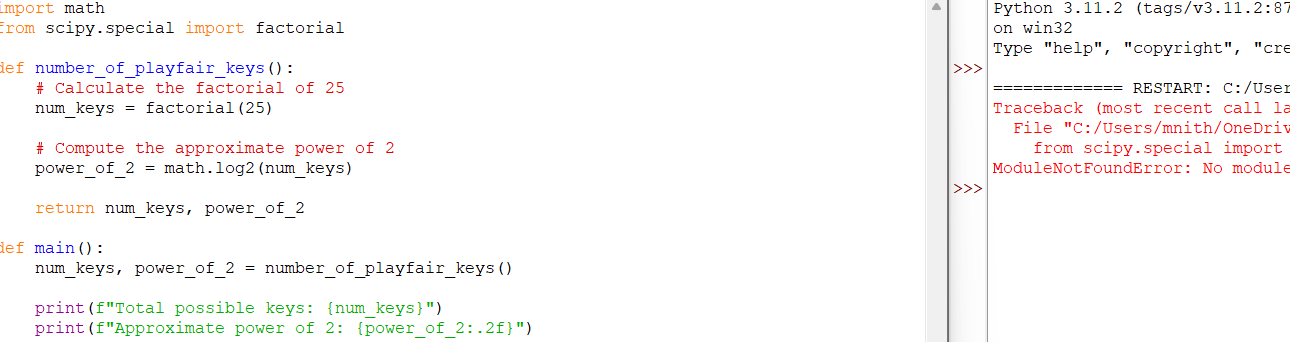 import math
from scipy.special import factorial
def number_of_playfair_keys():
# Calculate the factorial of 25
num_keys = factorial(25)
# Compute the approximate power of 2
power_of_2 = math.log2(num_keys)
return num_keys, power_of_2
def main():
num_keys, power_of_2 = number_of_playfair_keys()
print(f"Total possible keys: {num_keys}")
print(f"Approximate power of 2: {power_of_2:.2f}")
Python 3.11.2 (tags/v3.11.2:87
on win32
Type "help", "copyright", "cre
>>>
============= RESTART: C:/User
Traceback (most recent call la
File "C:/Users/mnith/OneDriv
from scipy.special import
ModuleNotFoundError: No module
>>>